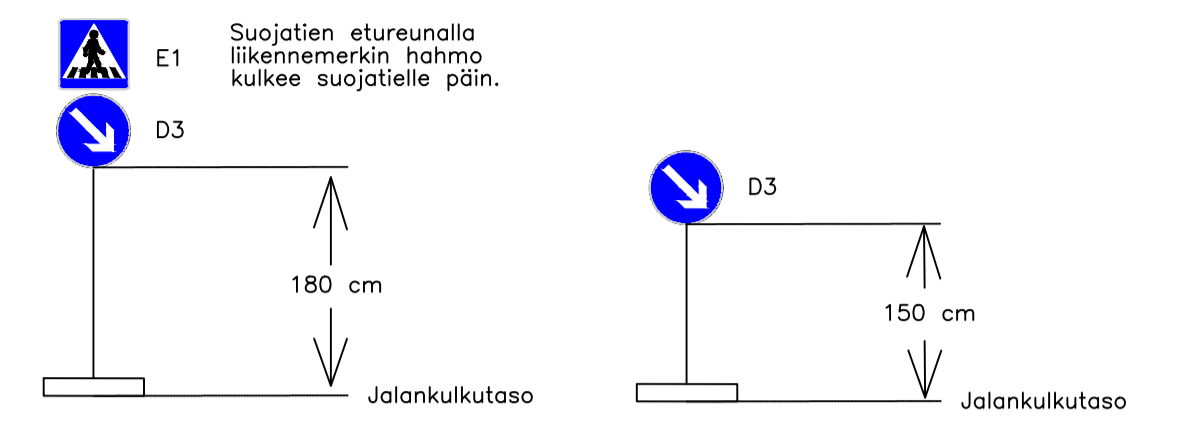 E1
Suojatien etureunalla
liikennemerkin hahmo
kulkee suojatielle päin.
D3
180 cm
Jalankulkutaso
D3
150 cm
Jalankulkutaso